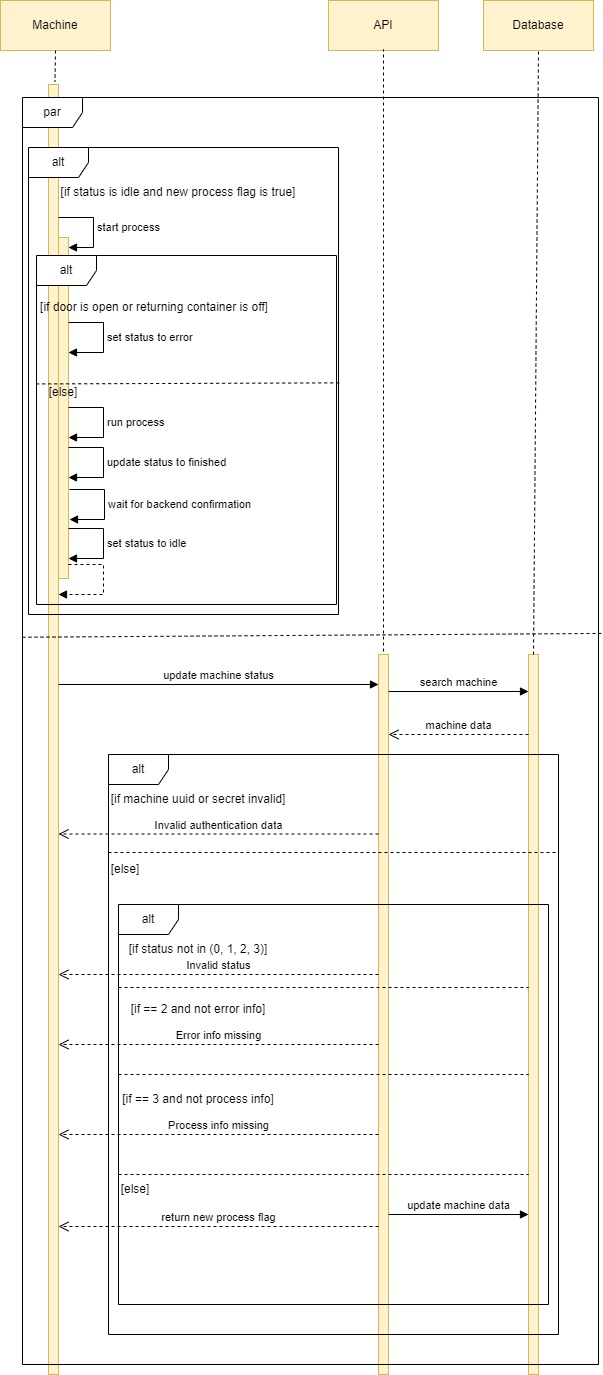 Machine
API
Database
par
alt
[if status is idle and new process flag is true]
start process
alt
[if door is open or returning container is off]
set status to error
[else]
run process
update status to finished
wait for backend confirmation
set status to idle
update machine status
search machine
machine data
alt
[if machine uuid or secret invalid]
Invalid authentication data
[else]
alt
[if status not in (0, 1, 2, 3)]
Invalid status
[if == 2 and not error info]
Error info missing
[if == 3 and not process info]
Process info missing
[else]
update machine data
return new process flag